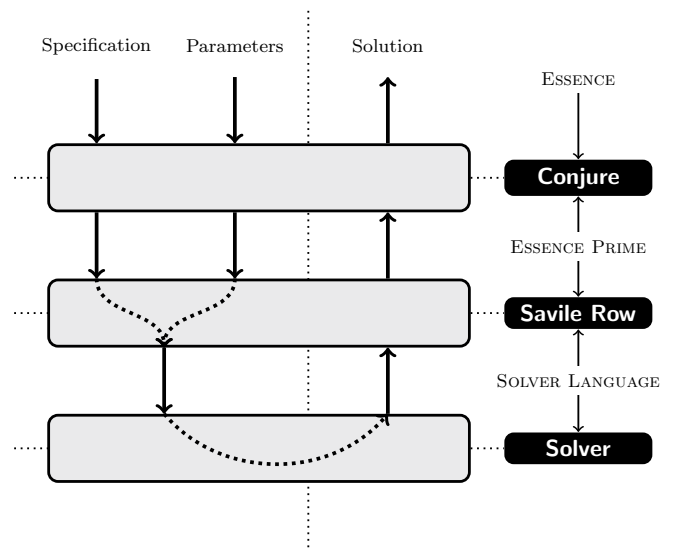 Specification
Parameters
Solution
ESSENCE
Conjure
ESSENCE PRIME
Savile Row
SOLVER LANGUAGE
Solver